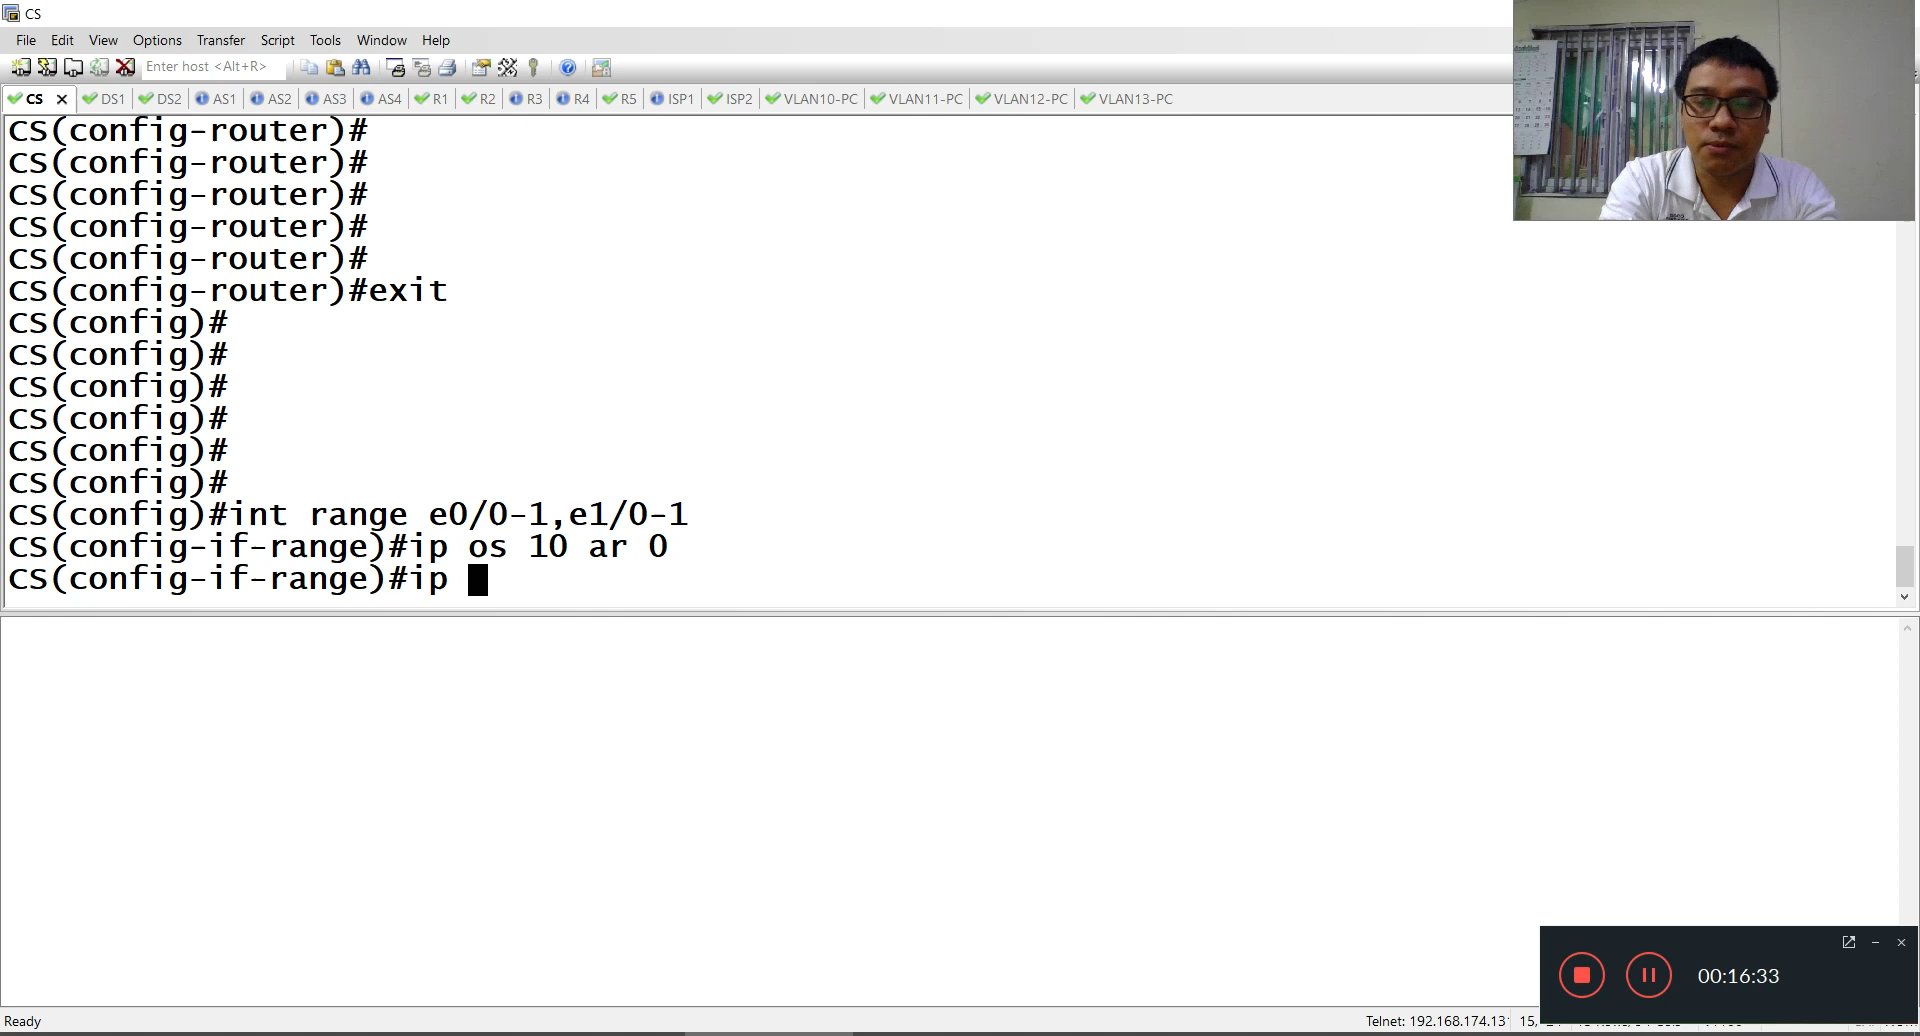 CS
File Edit View Options Transfer Script Tools Window Help
Enter host <Alt+R>
CS DS1 DS2 AS1 AS2 AS3 AS4 R1 R2 R3 R4 R5 ISP1 ISP2 VLAN10-PC VLAN11-PC VLAN12-PC VLAN13-PC
CS(config-router)#
CS(config-router)#
CS(config-router)#
CS(config-router)#
CS(config-router)#
CS(config-router)#exit
CS(config)#
CS(config)#
CS(config)#
CS(config)#
CS(config)#
CS(config)#
CS(config)#int range e0/0-1,e1/0-1
CS(config-if-range)#ip os 10 ar 0
CS(config-if-range)#ip
00:16:33
Ready
Telnet: 192.168.174.13 15,